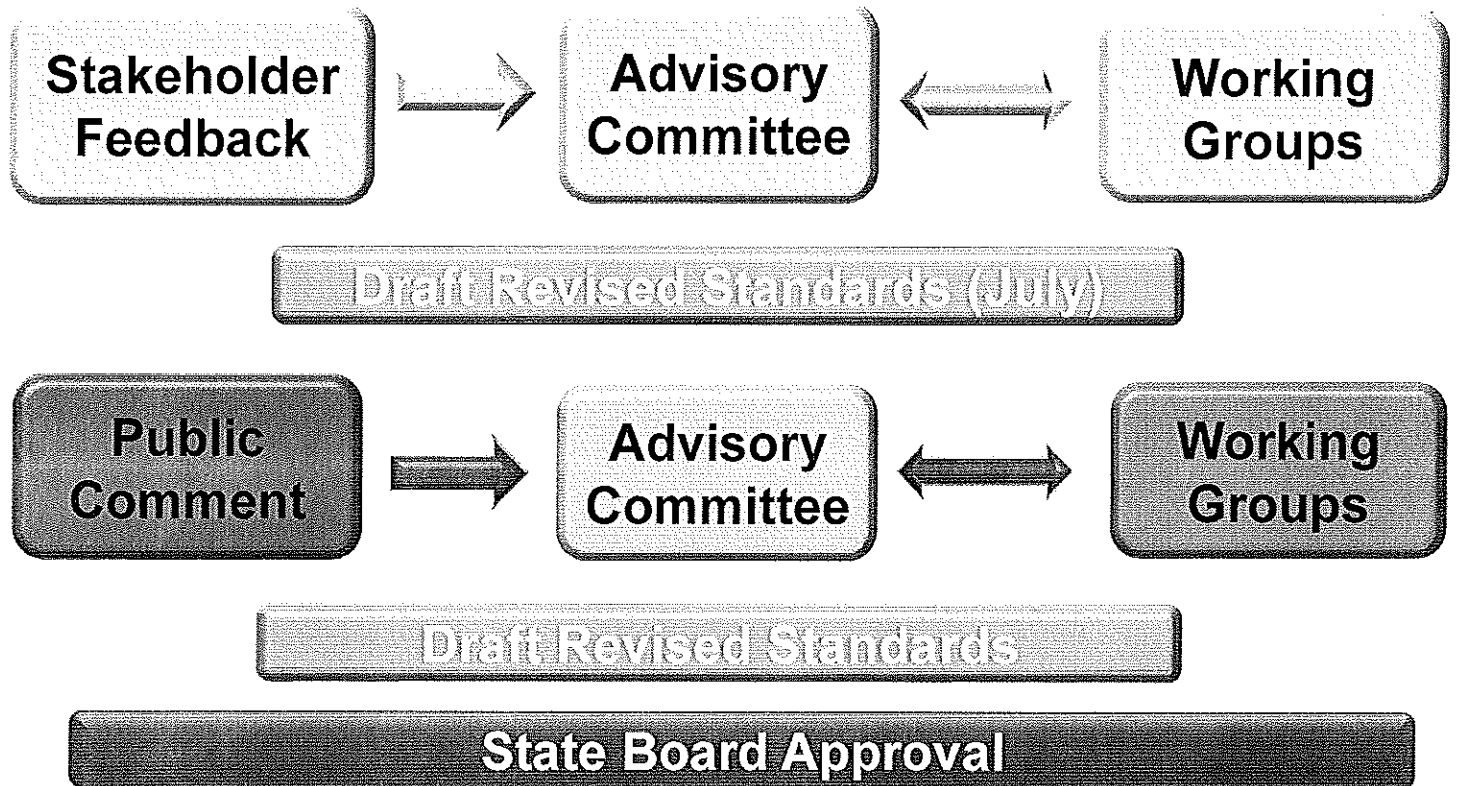 Stakeholder
Feedback
Advisory
Committee
Working
Groups
Draft Revised Standards (July)
Public
Comment
Advisory
Committee
Working
Groups
Draft Revised Standards
State Board Approval